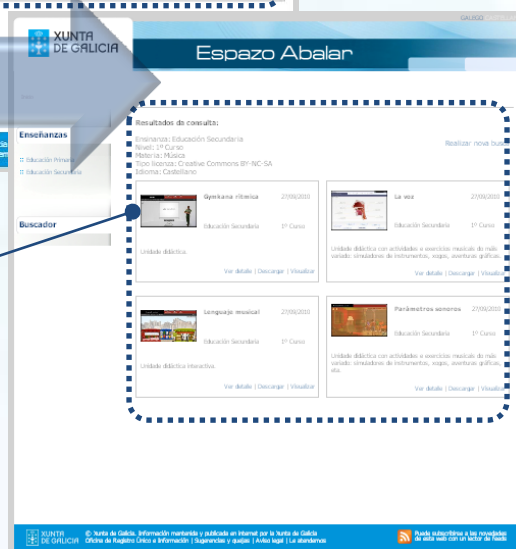 GALEGO
XUNTA
DE GALICIA
Espazo Abalar
Enseñanzas
Educación Primaria
Educación Secundaria
Buscador
Resultados da consulta:
Ensinanza: Educación Secundaria
Nivel: 1º Curso
Materia: Música
Tipo licenza: Creative Commons BY-NC-SA
Idioma: Castellano
Realizar nova
Gymkana rítmica 27/09/2010
Educación Secundaria 1º Curso
Unidade didáctica.
Ver detalle | Descargar | Visualizar
La voz 27/09/2010
Educación Secundaria 1º Curso
Unidade didáctica con actividades e exercicios musicais do máis
variado: simuladores de instrumentos, xogos, aventuras gráficas,
Ver detalle | Descargar | Visualizar
Lenguaje musical 27/09/2010
Educación Secundaria 1º Curso
Unidade didáctica interactiva.
Ver detalle | Descargar | Visualizar
Parámetros sonoros 27/09/2010
Educación Secundaria 1º Curso
Unidade didáctica con actividades e exercicios musicais do máis
variado: simuladores de instrumentos, xogos, aventuras gráficas,
Ver detalle | Descargar | Visualizar
XUNTA
DE GALICIA
© Xunta de Galicia. Información mantenida y publicada en internet por la Xunta de Galicia
Oficina de Registro Único e Información | Sugerencias y quejas | Aviso legal | Le atendemos
Puede subscribirse a las novedades
de esta web con un lector de feeds